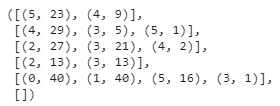 ([(5, 23), (4, 9)],
[(4, 29), (3, 5), (5, 1)],
[(2, 27), (3, 21), (4, 2)],
[(2, 13), (3, 13)],
[(0, 40), (1, 40), (5, 16), (3, 1)],
[])